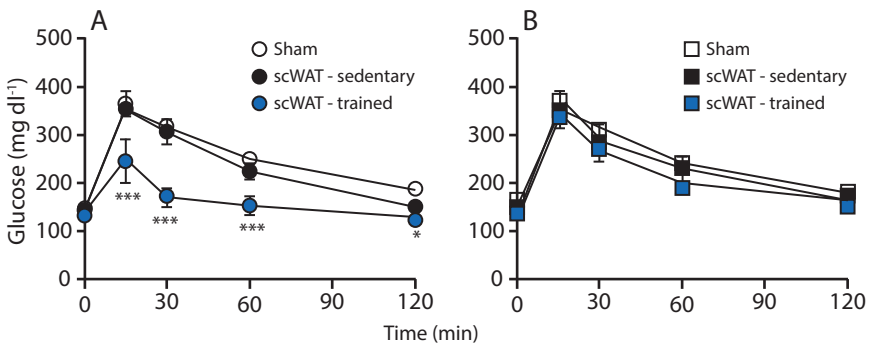 A
B
Glucose (mg dl⁻¹)
500
400
300
200
100
0
Sham
scWAT - sedentary
scWAT - trained
***
***
***
*
0
30
60
90
120
500
400
300
200
100
0
Sham
scWAT - sedentary
scWAT - trained
0
30
60
90
120
Time (min)